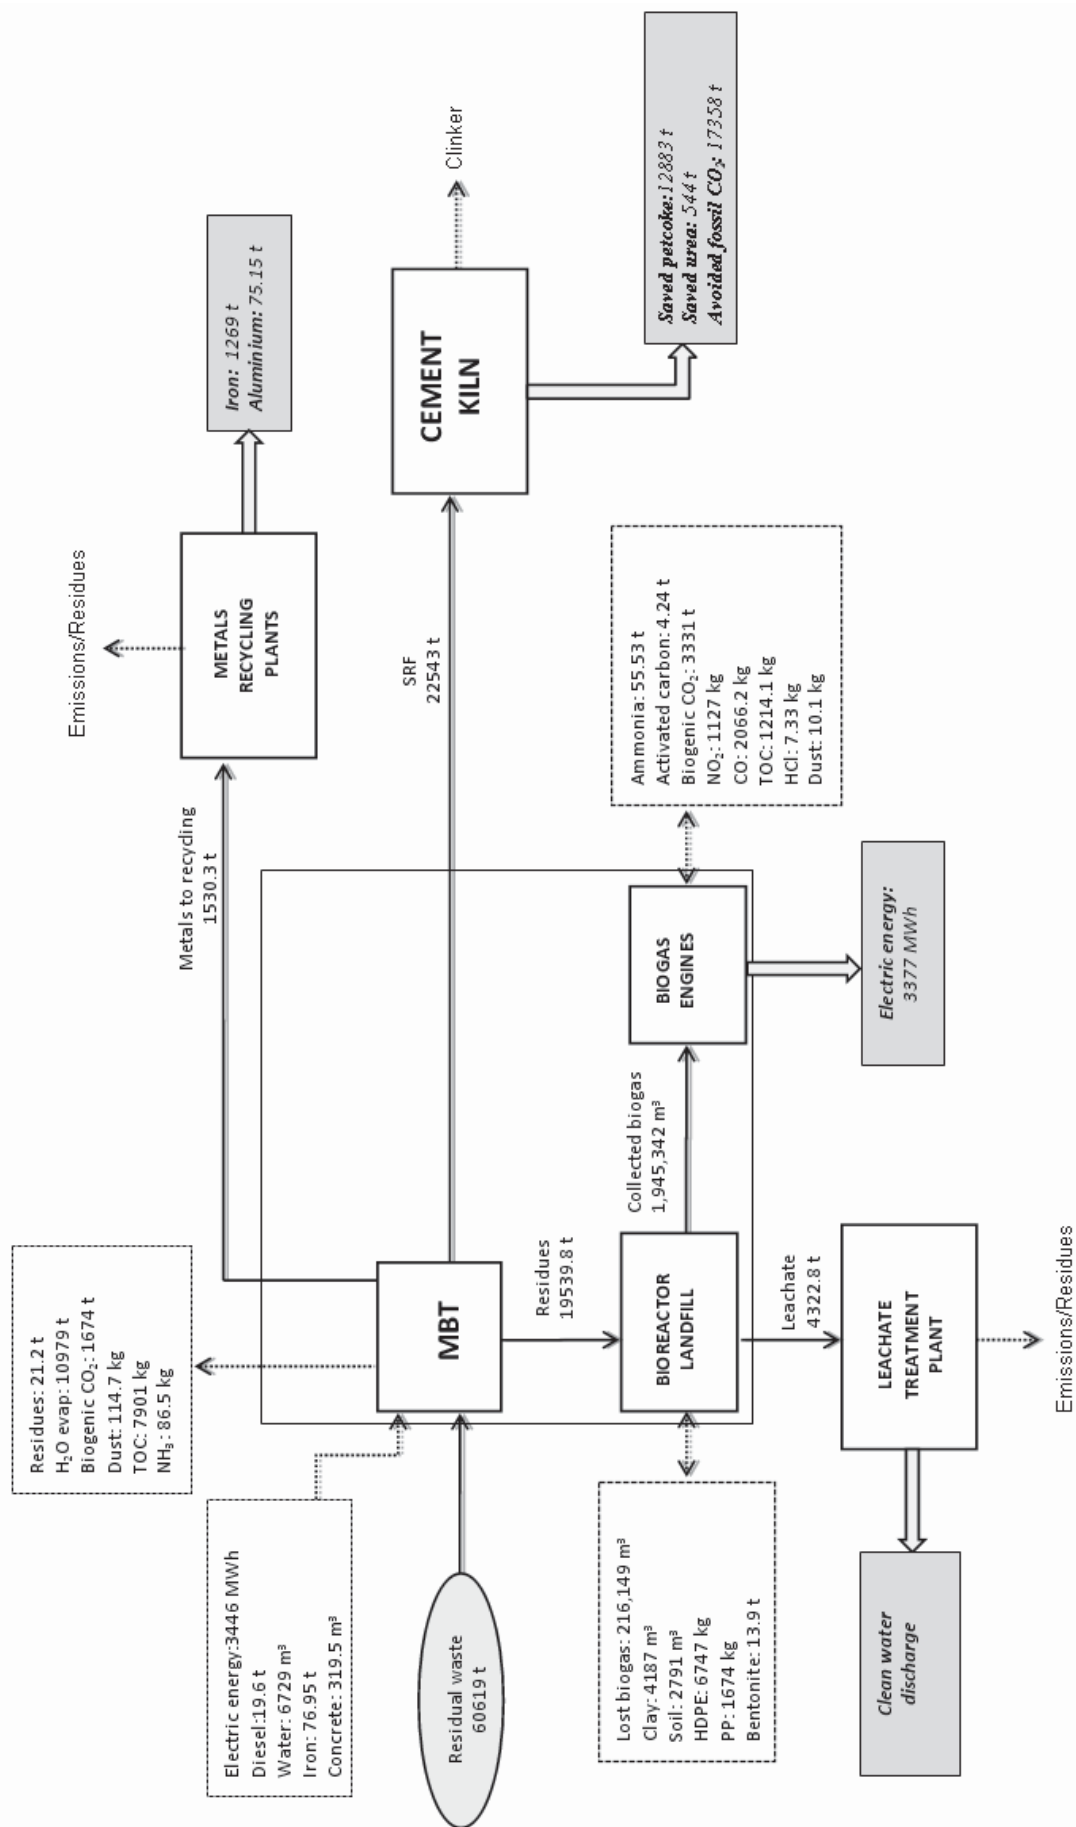 Residues: 21.2 t
H₂O evap: 10979 t
Biogenic CO₂: 1674 t
Dust: 114.7 kg
TOC: 7901 kg
NH₃: 86.5 kg
Electric energy:3446 MWh
Diesel:19.6 t
Water: 6729 m³
Iron: 76.95 t
Concrete: 319.5 m³
Residual waste
60619 t
MBT
Metals to recycling
1530.3 t
Emissions/Residues
METALS
RECYCLING
PLANTS
Iron: 1269 t
Aluminium: 75.15 t
SRF
22543 t
CEMENT
KILN
Clinker
Saved petcoke:12883 t
Saved urea: 544 t
Avoided fossil CO₂: 17358 t
Residues
19539.8 t
Lost biogas: 216,149 m³
Clay: 4187 m³
Soil: 2791 m³
HDPE: 6747 kg
PP: 1674 kg
Bentonite: 13.9 t
BIOREACTOR
LANDFILL
Collected biogas
1,945,342 m³
BIOGAS
ENGINES
Ammonia: 55.53 t
Activated carbon: 4.24 t
Biogenic CO₂: 3331 t
NO₂: 1127 kg
CO: 2066.2 kg
TOC: 1214.1 kg
HCl: 7.33 kg
Dust: 10.1 kg
Electric energy:
3377 MWh
Leachate
4322.8 t
LEACHATE
TREATMENT
PLANT
Clean water
discharge
Emissions/Residues